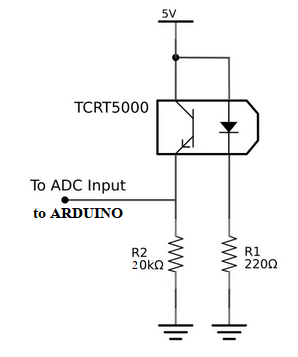 5V
TCRT5000
To ADC Input
to ARDUINO
R2
20kΩ
R1
220Ω